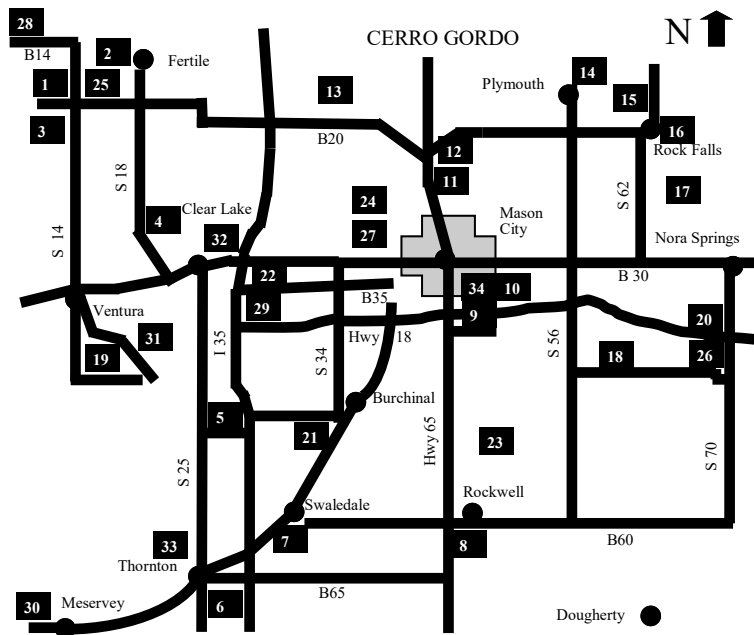 28
CERRO GORDO
N
B14
2
Fertile
1
25
13
14
Plymouth
15
3
B20
12
16
Rock Falls
S 18
11
17
S 62
4
Clear Lake
24
Mason
City
S 14
32
27
Nora Springs
22
34
10
B 30
B35
Ventura
29
9
20
31
I 35
Hwy
18
S 34
S 56
19
18
26
Burchinal
5
21
Hwy 65
23
S 70
S 25
Rockwell
Swaledale
33
7
8
B60
Thornton
B65
30
Meservey
6
Dougherty